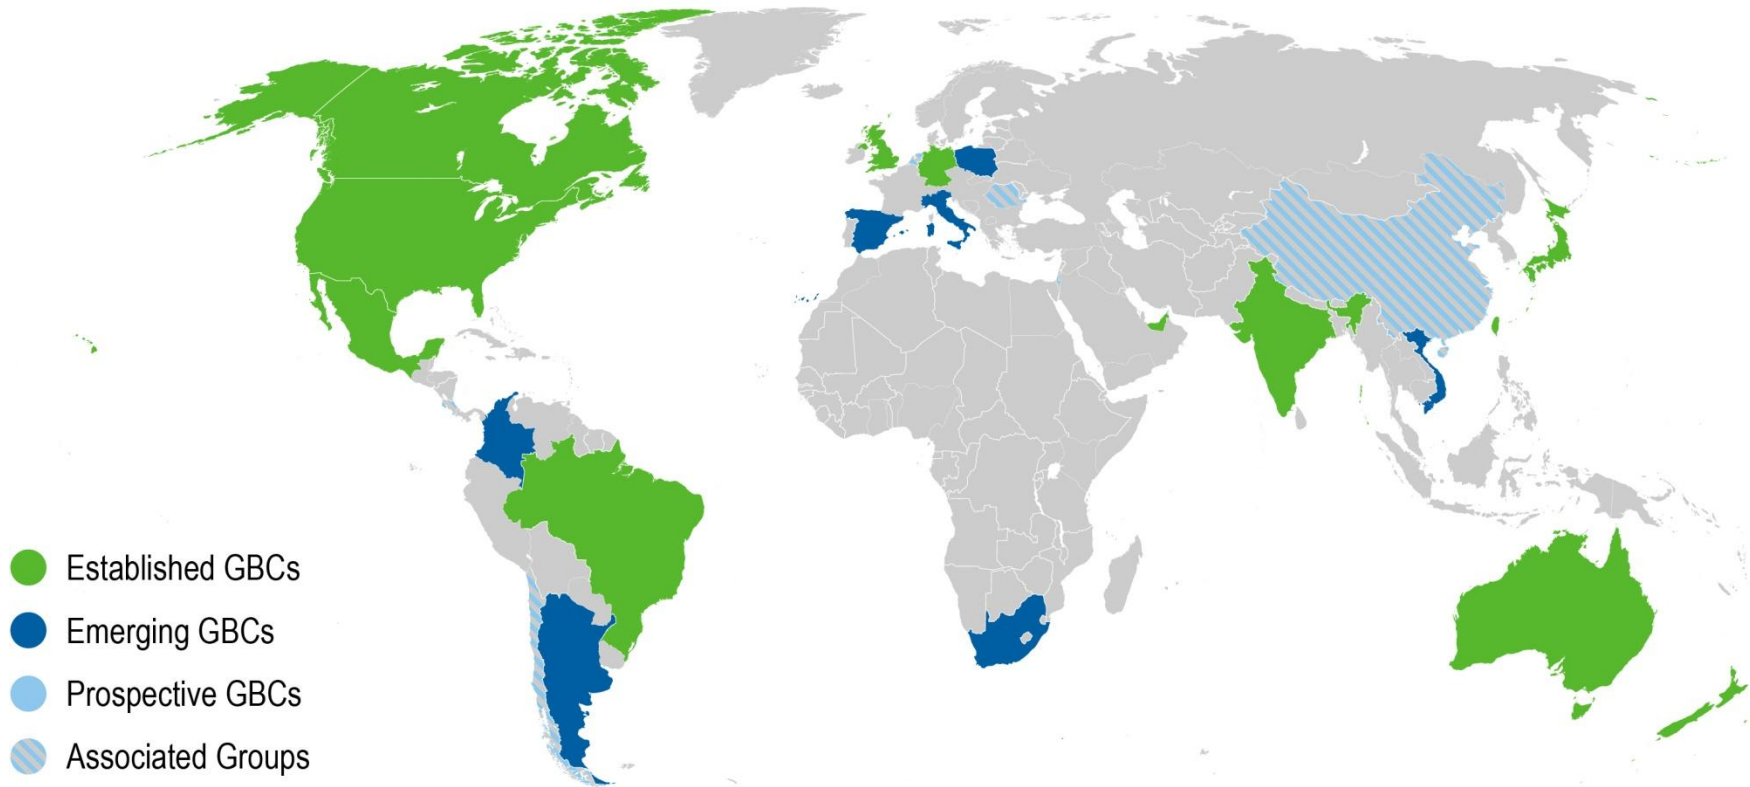 Established GBCs
Emerging GBCs
Prospective GBCs
Associated Groups